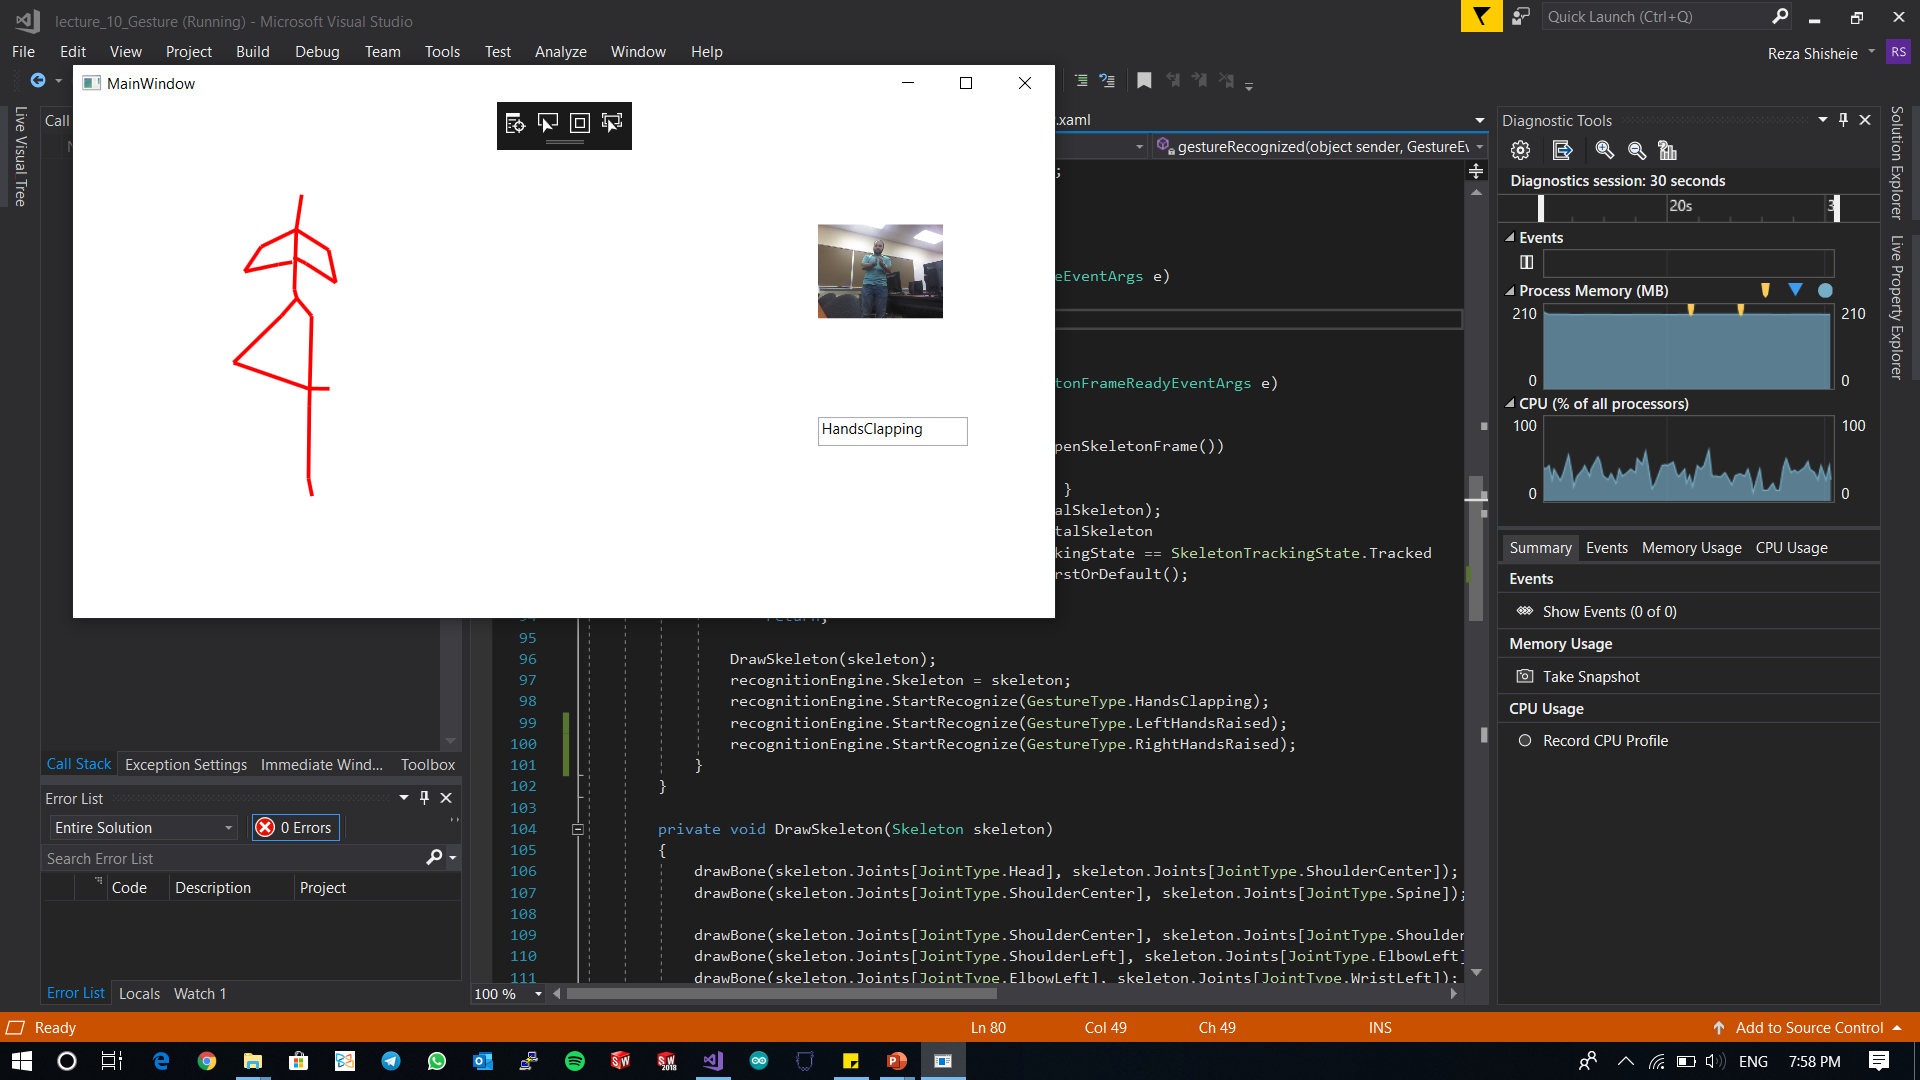 lecture_10_Gesture (Running) - Microsoft Visual Studio
Quick Launch (Ctrl+Q)
File Edit View Project Build Debug Team Tools Test Analyze Window Help
Reza Shisheie RS
MainWindow
Live Visual Tree
Call
.xaml
gestureRecognized(object sender, GestureEv
;
eEventArgs e)
tonFrameReadyEventArgs e)
penSkeletonFrame())
}
alSkeleton);
talSkeleton
kingState == SkeletonTrackingState.Tracked
rstOrDefault();
HandsClapping
94 return;
95
96 DrawSkeleton(skeleton);
97 recognitionEngine.Skeleton = skeleton;
98 recognitionEngine.StartRecognize(GestureType.HandsClapping);
99 recognitionEngine.StartRecognize(GestureType.LeftHandsRaised);
100 recognitionEngine.StartRecognize(GestureType.RightHandsRaised);
101 }
102 }
103
104 private void DrawSkeleton(Skeleton skeleton)
105 {
106 drawBone(skeleton.Joints[JointType.Head], skeleton.Joints[JointType.ShoulderCenter]);
107 drawBone(skeleton.Joints[JointType.ShoulderCenter], skeleton.Joints[JointType.Spine]);
108
109 drawBone(skeleton.Joints[JointType.ShoulderCenter], skeleton.Joints[JointType.Shoulder
110 drawBone(skeleton.Joints[JointType.ShoulderLeft], skeleton.Joints[JointType.ElbowLeft]
111 drawBone(skeleton.Joints[JointType.ElbowLeft], skeleton.Joints[JointType.WristLeft]);
100 %
Call Stack Exception Settings Immediate Wind... Toolbox
Error List
Entire Solution 0 Errors
Search Error List
Code Description Project
Error List Locals Watch 1
Diagnostic Tools
Diagnostics session: 30 seconds
20s 3
Events
Process Memory (MB)
210 210
0 0
CPU (% of all processors)
100 100
0 0
Summary Events Memory Usage CPU Usage
Events
Show Events (0 of 0)
Memory Usage
Take Snapshot
CPU Usage
Record CPU Profile
Solution Explorer
Live Property Explorer
Ready Ln 80 Col 49 Ch 49 INS Add to Source Control
ENG 7:58 PM